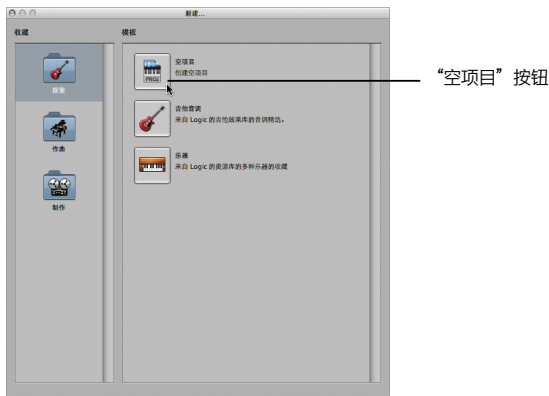 新建...
收藏
模板
探索
作曲
制作
空项目
创建空项目
PROJ
吉他音调
来自 Logic 的吉他效果库的音调精选。
乐器
来自 Logic 的资源库的多种乐器的收藏
“空项目”按钮